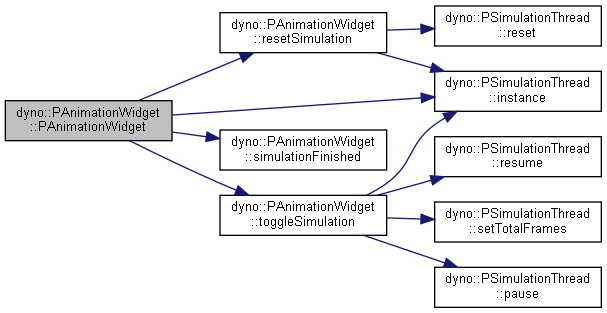 dyno::PAnimationWidget
::PAnimationWidget
dyno::PAnimationWidget
::resetSimulation
dyno::PAnimationWidget
::simulationFinished
dyno::PAnimationWidget
::toggleSimulation
dyno::PSimulationThread
::reset
dyno::PSimulationThread
::instance
dyno::PSimulationThread
::resume
dyno::PSimulationThread
::setTotalFrames
dyno::PSimulationThread
::pause